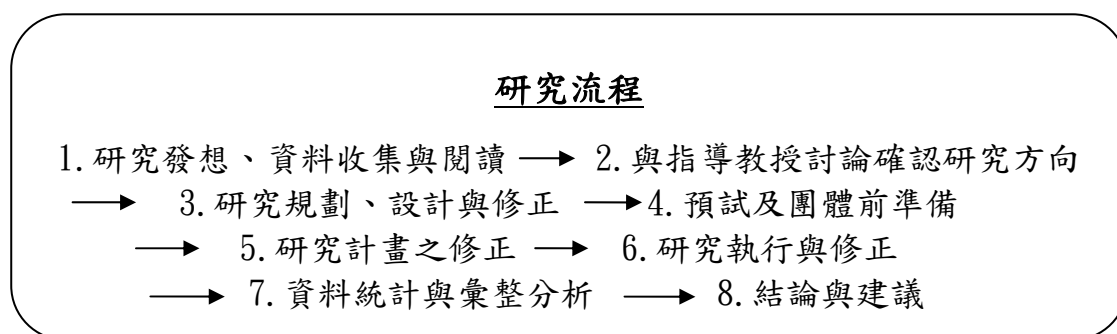 研究流程
1.研究發想、資料收集與閱讀 → 2.與指導教授討論確認研究方向
→ 3.研究規劃、設計與修正 →4.預試及團體前準備
→ 5.研究計畫之修正 → 6.研究執行與修正
→ 7.資料統計與彙整分析 → 8.結論與建議